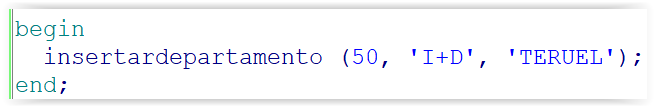 begin
insertardepartamento (50, 'I+D', 'TERUEL');
end;